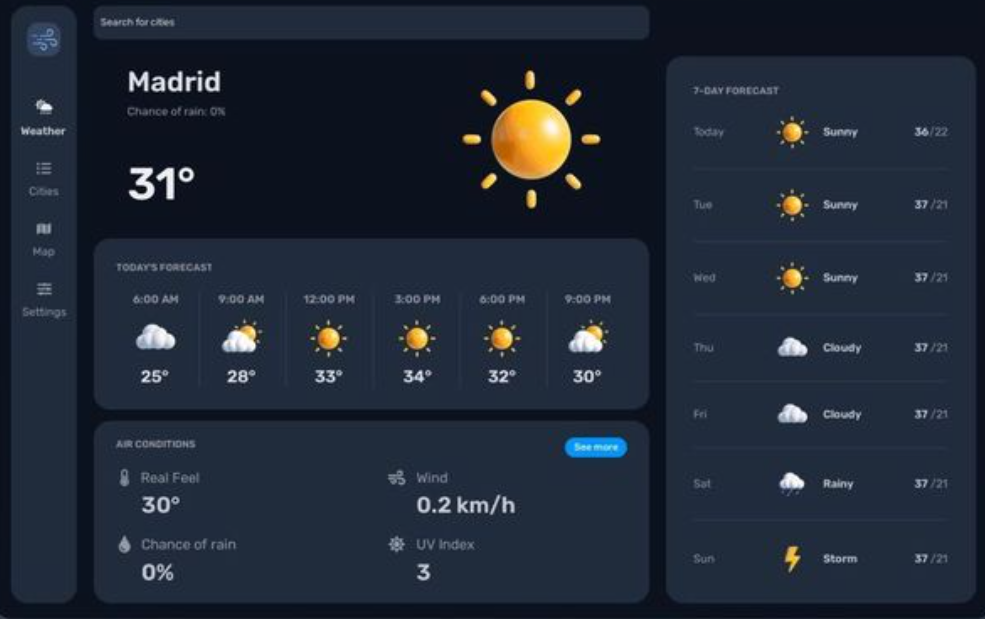 Search for cities
Weather
Cities
Map
Settings
Madrid
Chance of rain: 0%
31°
TODAY'S FORECAST
6:00 AM 9:00 AM 12:00 PM 3:00 PM 6:00 PM 9:00 PM
25° 28° 33° 34° 32° 30°
AIR CONDITIONS
See more
Real Feel
30°
Wind
0.2 km/h
Chance of rain
0%
UV Index
3
7-DAY FORECAST
Today Sunny 36/22
Tue Sunny 37/21
Wed Sunny 37/21
Thu Cloudy 37/21
Fri Cloudy 37/21
Sat Rainy 37/21
Sun Storm 37/21